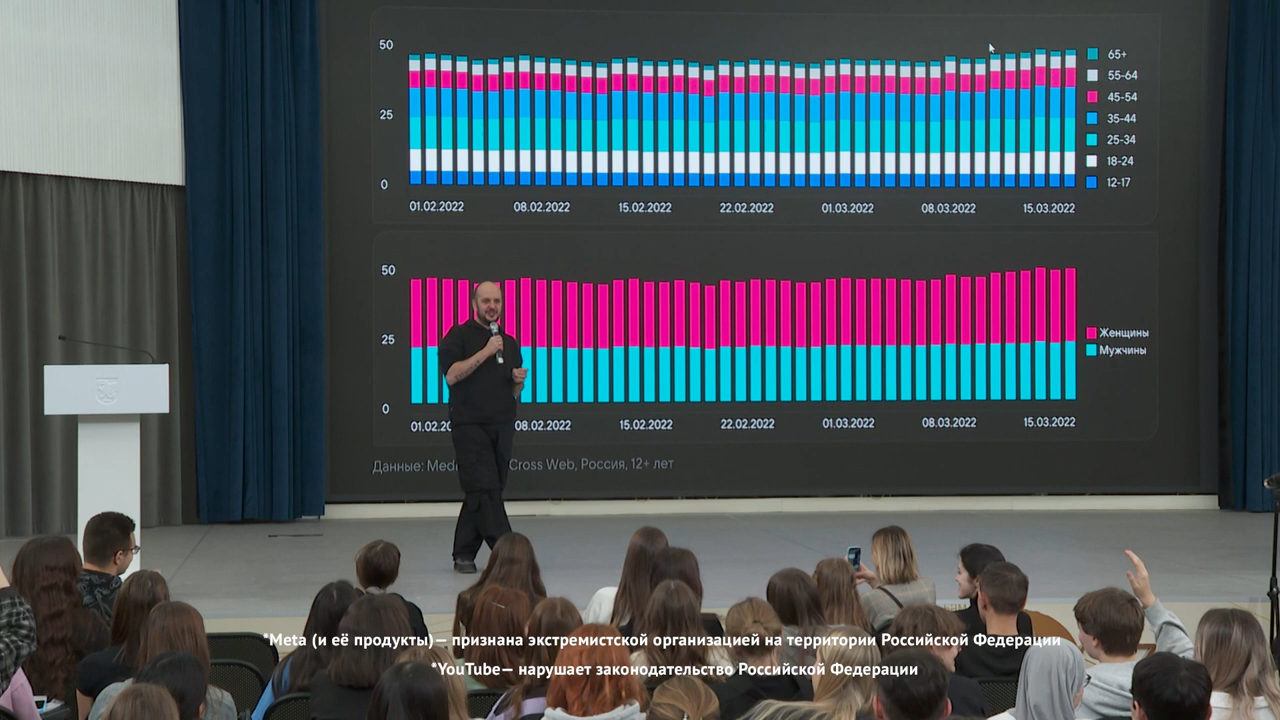 50
25
0
01.02.2022 08.02.2022 15.02.2022 22.02.2022 01.03.2022 08.03.2022 15.03.2022
65+
55-64
45-54
35-44
25-34
18-24
12-17
50
25
0
01.02.20 08.02.2022 15.02.2022 22.02.2022 01.03.2022 08.03.2022 15.03.2022
Женщины
Мужчины
Данные: Med Cross Web, Россия, 12+ лет
*Meta (и её продукты)— признана экстремистской организацией на территории Российской Федерации
*YouTube— нарушает законодательство Российской Федерации